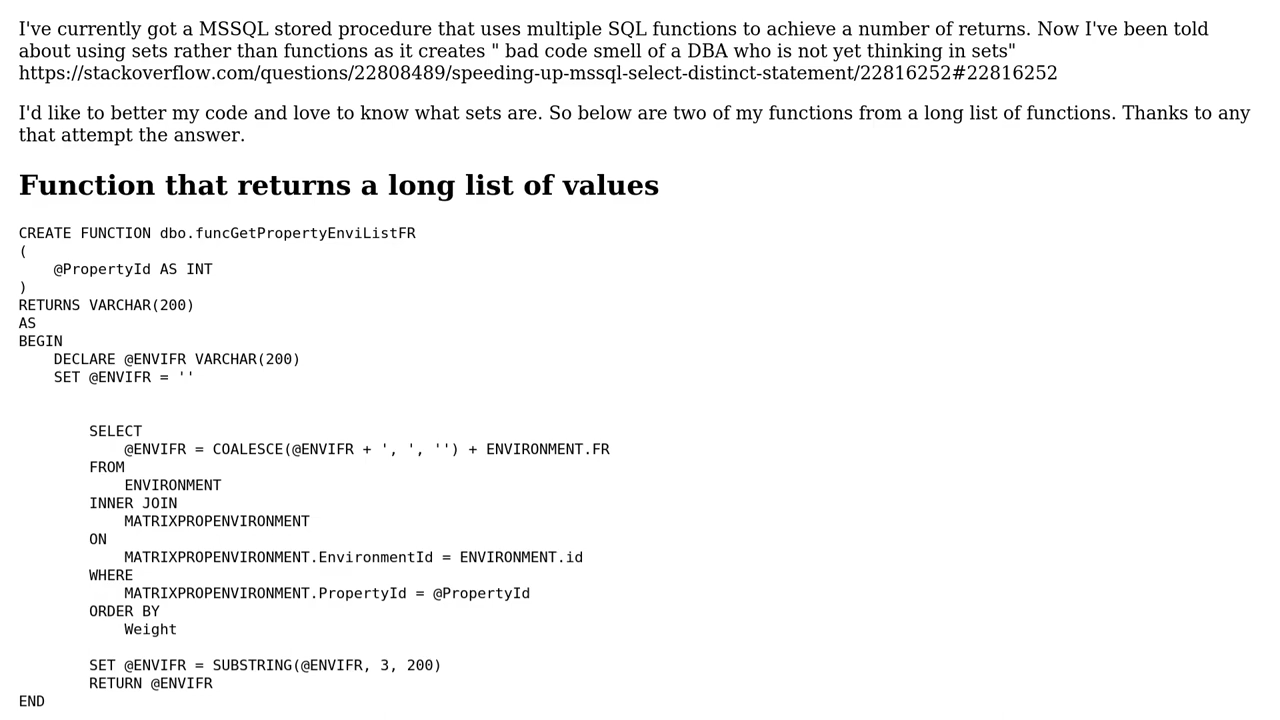 I've currently got a MSSQL stored procedure that uses multiple SQL functions to achieve a number of returns. Now I've been told
about using sets rather than functions as it creates " bad code smell of a DBA who is not yet thinking in sets"
https://stackoverflow.com/questions/22808489/speeding-up-mssql-select-distinct-statement/22816252#22816252
I'd like to better my code and love to know what sets are. So below are two of my functions from a long list of functions. Thanks to any
that attempt the answer.
Function that returns a long list of values
CREATE FUNCTION dbo.funcGetPropertyEnviListFR
(
    @PropertyId AS INT
)
RETURNS VARCHAR(200)
AS
BEGIN
    DECLARE @ENVIFR VARCHAR(200)
    SET @ENVIFR = ''
        SELECT
            @ENVIFR = COALESCE(@ENVIFR + ', ', '') + ENVIRONMENT.FR
        FROM
            ENVIRONMENT
        INNER JOIN
            MATRIXPROPENVIRONMENT
        ON
            MATRIXPROPENVIRONMENT.EnvironmentId = ENVIRONMENT.id
        WHERE
            MATRIXPROPENVIRONMENT.PropertyId = @PropertyId
        ORDER BY
            Weight
        SET @ENVIFR = SUBSTRING(@ENVIFR, 3, 200)
        RETURN @ENVIFR
END